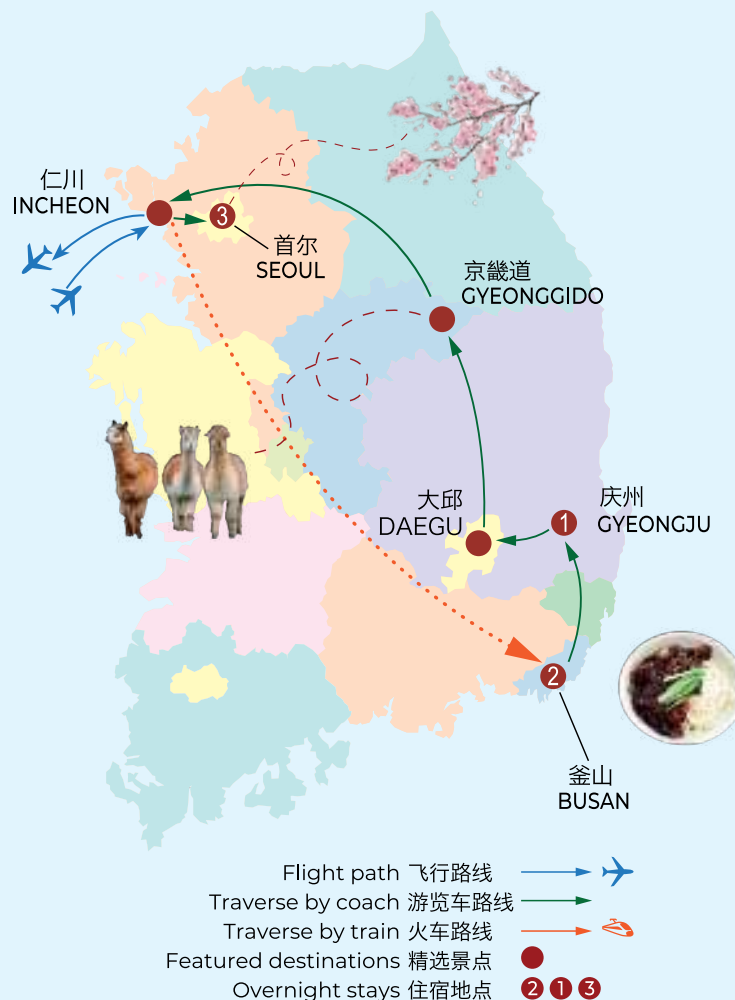 仁川
INCHEON
3
首尔
SEOUL
京畿道
GYEONGGIDO
大邱
DAEGU
1
庆州
GYEONGJU
2
釜山
BUSAN
Flight path 飞行路线
Traverse by coach 游览车路线
Traverse by train 火车路线
Featured destinations 精选景点
Overnight stays 住宿地点 2 1 3